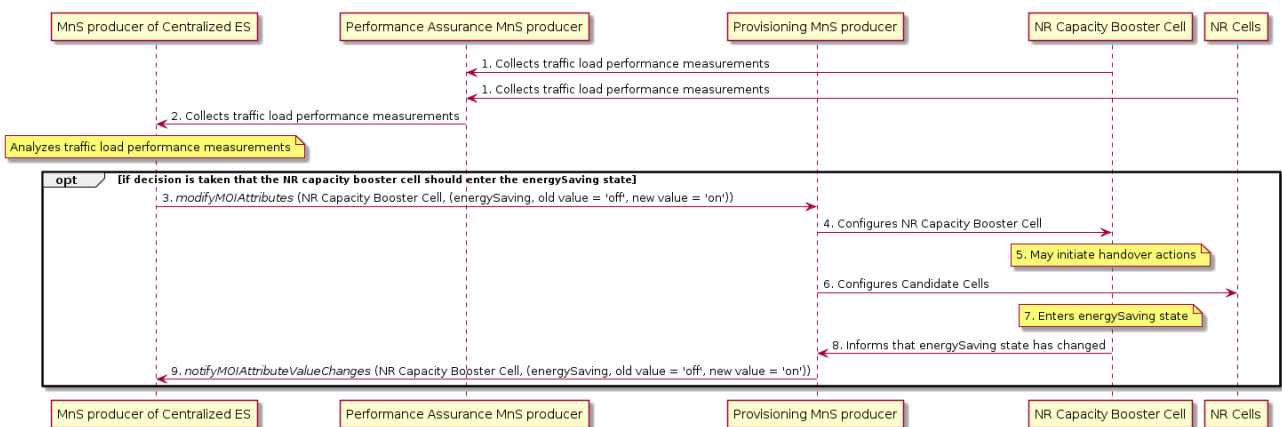 MnS producer of Centralized ES
Performance Assurance MnS producer
Provisioning MnS producer
NR Capacity Booster Cell
NR Cells
1. Collects traffic load performance measurements
1. Collects traffic load performance measurements
2. Collects traffic load performance measurements
Analyzes traffic load performance measurements
opt
[if decision is taken that the NR capacity booster cell should enter the energySaving state]
3. modifyMOIAttributes (NR Capacity Booster Cell, (energySaving, old value = 'off', new value = 'on'))
4. Configures NR Capacity Booster Cell
5. May initiate handover actions
6. Configures Candidate Cells
7. Enters energySaving state
8. Informs that energySaving state has changed
9. notifyMOIAttributeValueChanges (NR Capacity Booster Cell, (energySaving, old value = 'off', new value = 'on'))
MnS producer of Centralized ES
Performance Assurance MnS producer
Provisioning MnS producer
NR Capacity Booster Cell
NR Cells